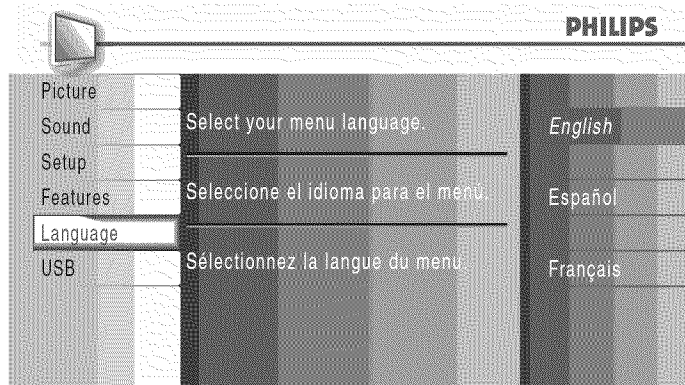 PHILIPS
Picture
Sound
Setup
Features
Language
USB
Select your menu language.
Seleccione el idioma para el menú.
Sélectionnez la langue du menu.
English
Español
Français